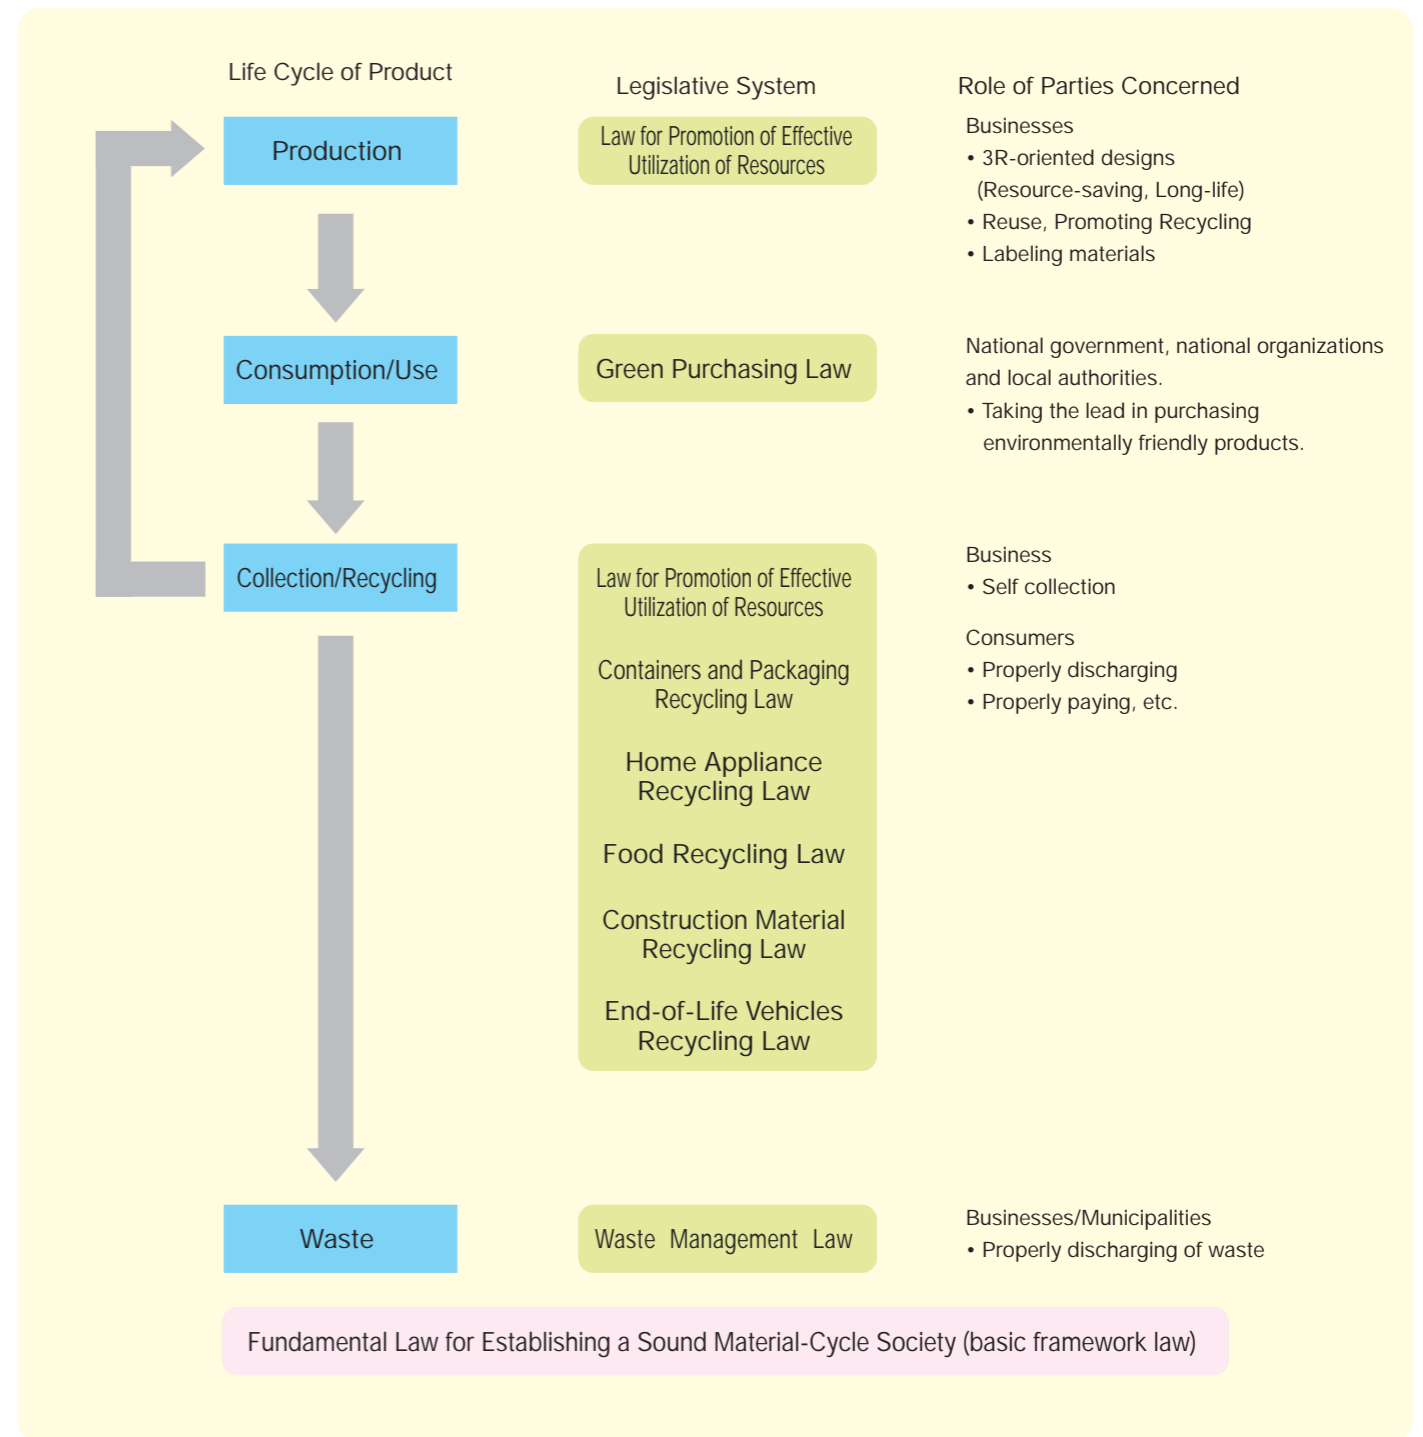 Life Cycle of Product
Legislative System
Role of Parties Concerned
Production
Law for Promotion of Effective
Utilization of Resources
Businesses
• 3R-oriented designs
(Resource-saving, Long-life)
• Reuse, Promoting Recycling
• Labeling materials
Consumption/Use
Green Purchasing Law
National government, national organizations
and local authorities.
• Taking the lead in purchasing
environmentally friendly products.
Collection/Recycling
Law for Promotion of Effective
Utilization of Resources
Containers and Packaging
Recycling Law
Home Appliance
Recycling Law
Food Recycling Law
Construction Material
Recycling Law
End-of-Life Vehicles
Recycling Law
Business
• Self collection
Consumers
• Properly discharging
• Properly paying, etc.
Waste
Waste Management Law
Businesses/Municipalities
• Properly discharging of waste
Fundamental Law for Establishing a Sound Material-Cycle Society (basic framework law)